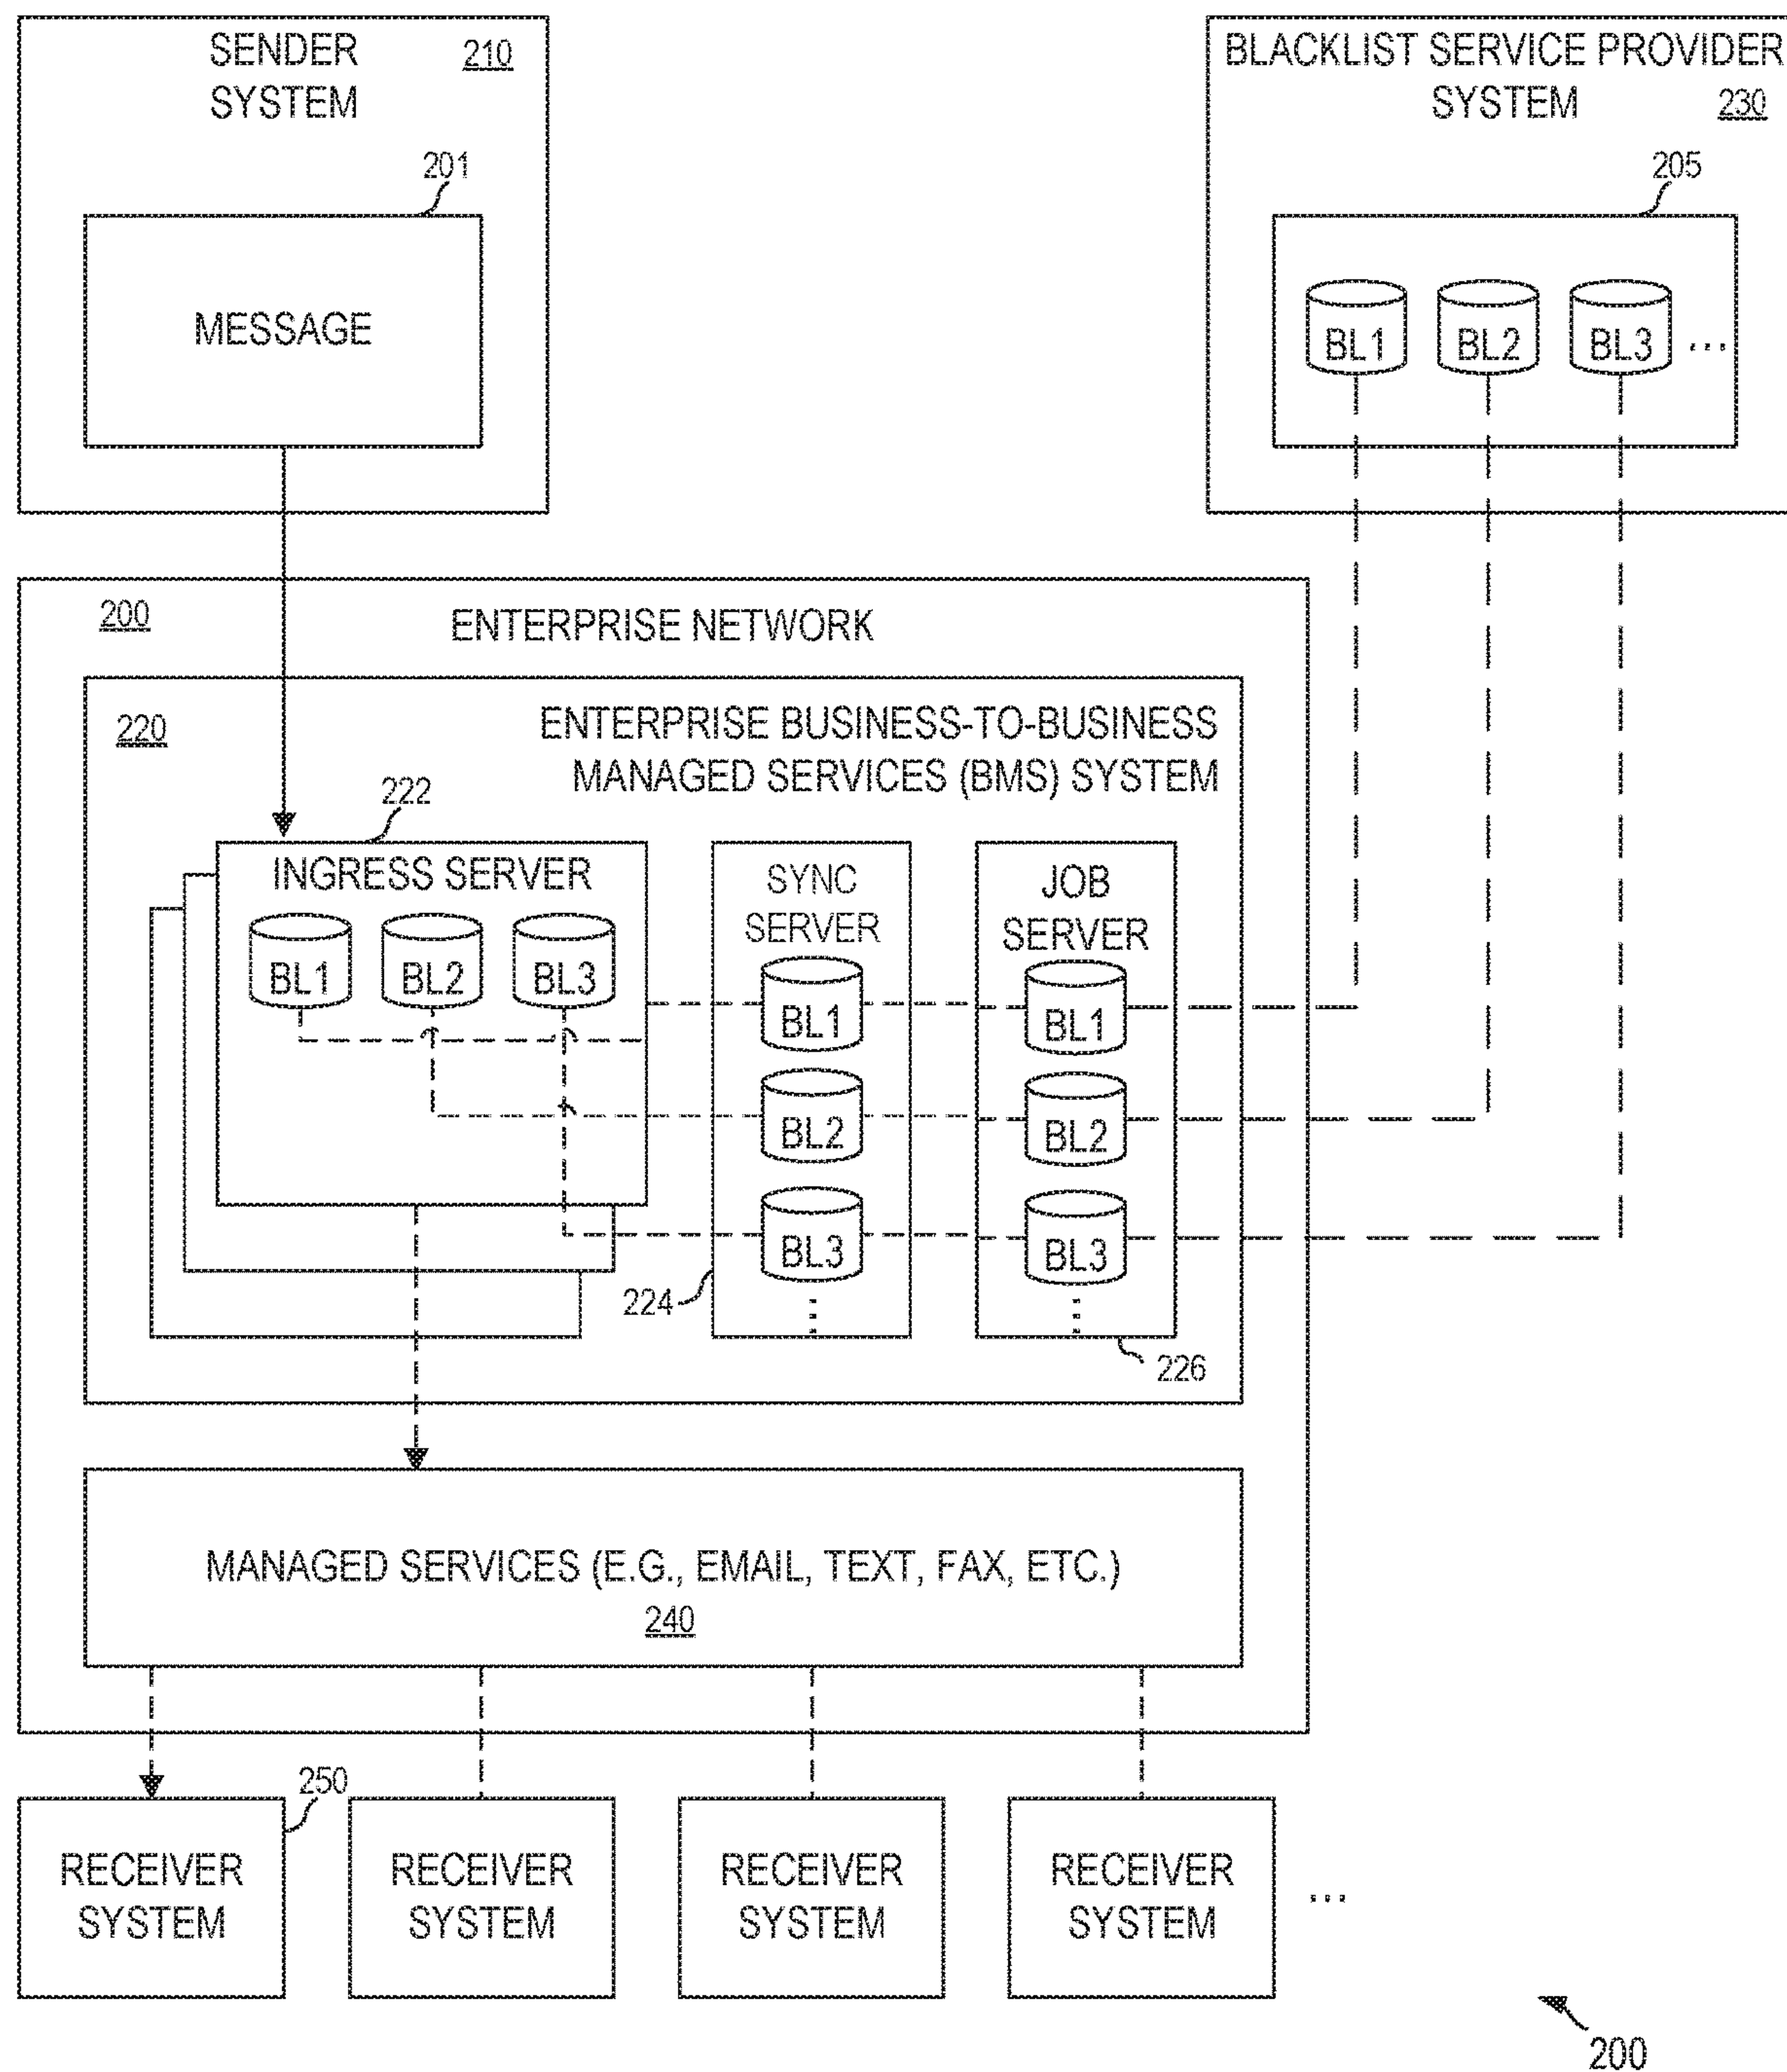 SENDER 210
SYSTEM
201
MESSAGE
BLACKLIST SERVICE PROVIDER
SYSTEM 230
205
BL1 BL2 BL3 ...
200 ENTERPRISE NETWORK
220 ENTERPRISE BUSINESS-TO-BUSINESS
MANAGED SERVICES (BMS) SYSTEM
222
INGRESS SERVER
BL1 BL2 BL3
SYNC
SERVER
BL1
BL2
BL3
...
224
JOB
SERVER
BL1
BL2
BL3
...
226
MANAGED SERVICES (E.G., EMAIL, TEXT, FAX, ETC.)
240
250
RECEIVER
SYSTEM
RECEIVER
SYSTEM
RECEIVER
SYSTEM
RECEIVER
SYSTEM
...
200